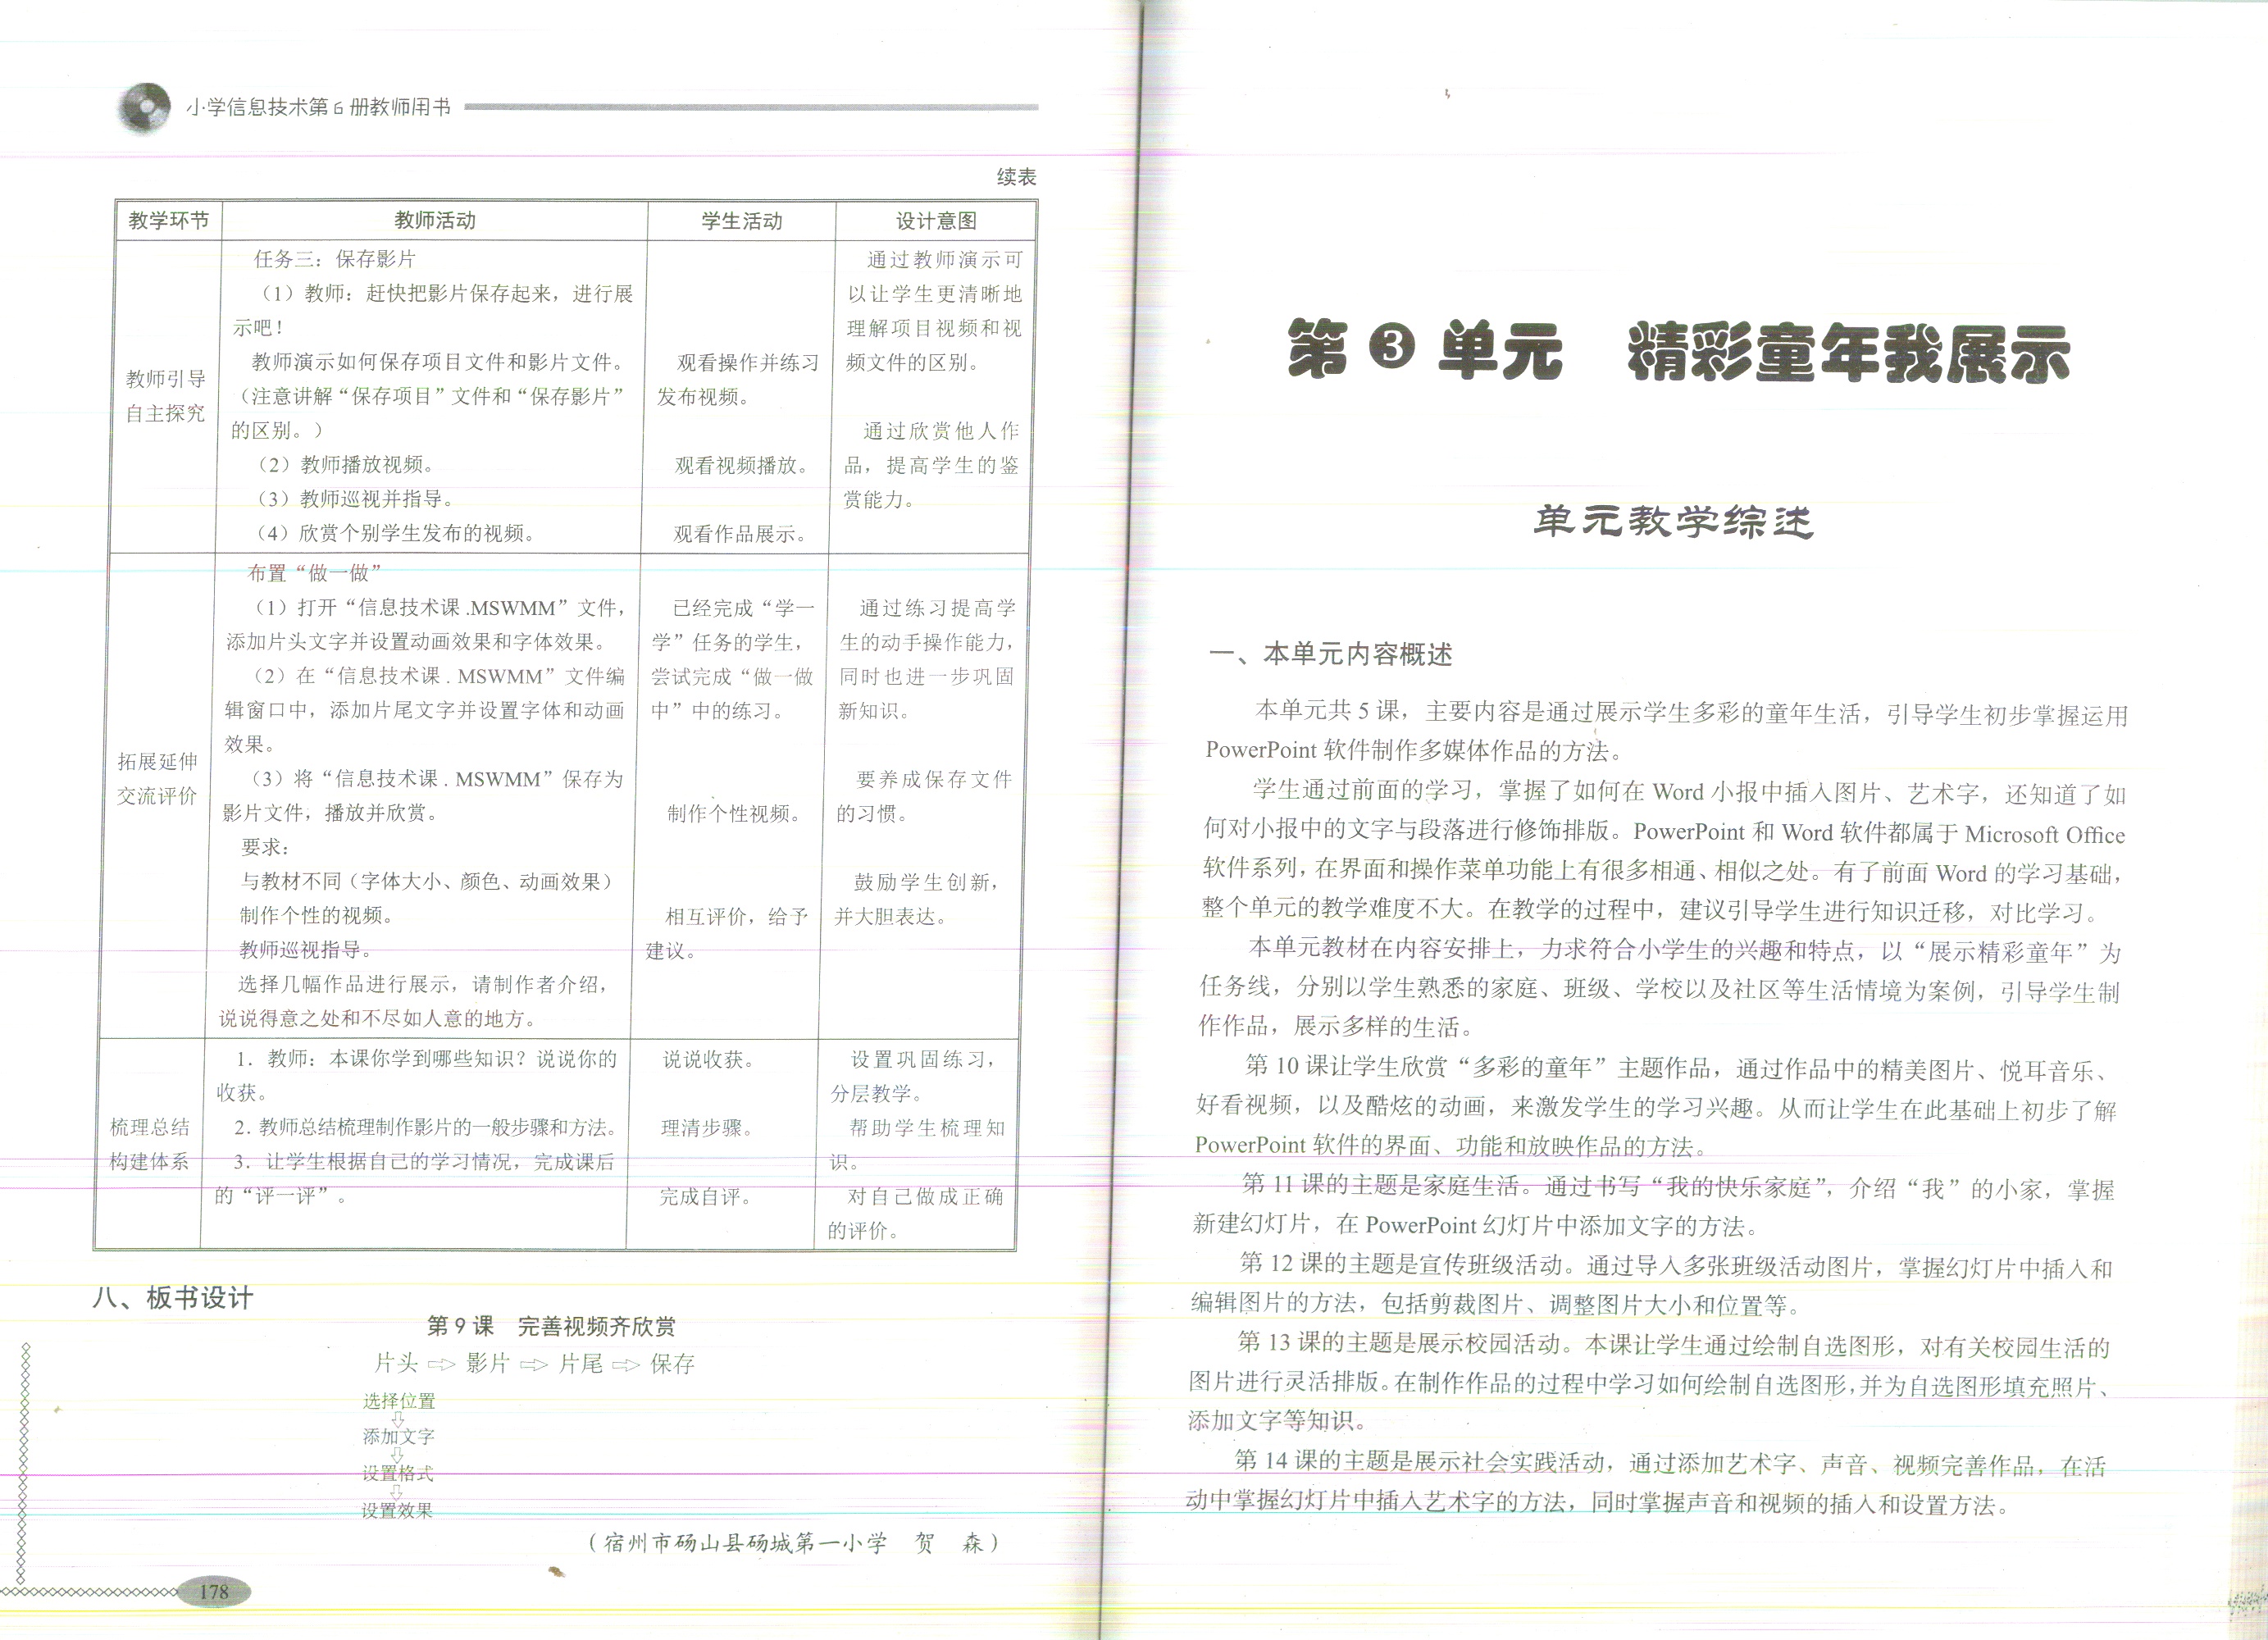 小学信息技术第6册教师用书
续表
教学环节 教师活动 学生活动 设计意图
教师引导
自主探究
任务三：保存影片
（1）教师：赶快把影片保存起来，进行展
示吧！
教师演示如何保存项目文件和影片文件。
（注意讲解“保存项目”文件和“保存影片”
的区别。）
（2）教师播放视频。
（3）教师巡视并指导。
（4）欣赏个别学生发布的视频。
观看操作并练习
发布视频。
观看视频播放。
观看作品展示。
通过教师演示可
以让学生更清晰地
理解项目视频和视
频文件的区别。
通过欣赏他人作
品，提高学生的鉴
赏能力。
拓展延伸
交流评价
布置“做一做”
（1）打开“信息技术课.MSWMM”文件，
添加片头文字并设置动画效果和字体效果。
（2）在“信息技术课．MSWMM”文件编
辑窗口中，添加片尾文字并设置字体和动画
效果。
（3）将“信息技术课．MSWMM”保存为
影片文件，播放并欣赏。
要求：
与教材不同（字体大小、颜色、动画效果）
制作个性的视频。
教师巡视指导。
选择几幅作品进行展示，请制作者介绍，
说说得意之处和不尽如人意的地方。
已经完成“学一
学”任务的学生，
尝试完成“做一做
中”中的练习。
制作个性视频。
相互评价，给予
建议。
通过练习提高学
生的动手操作能力，
同时也进一步巩固
新知识。
要养成保存文件
的习惯。
鼓励学生创新，
并大胆表达。
梳理总结
构建体系
1．教师：本课你学到哪些知识？说说你的
收获。
2．教师总结梳理制作影片的一般步骤和方法。
3．让学生根据自己的学习情况，完成课后
的“评一评”。
说说收获。
理清步骤。
完成自评。
设置巩固练习，
分层教学。
帮助学生梳理知
识。
对自己做成正确
的评价。
八、板书设计
第9课 完善视频齐欣赏
片头⇨影片⇨片尾⇨保存
选择位置
⇩
添加文字
⇩
设置格式
⇩
设置效果
（宿州市砀山县砀城第一小学 贺 森）
178
第❸单元 精彩童年我展示
单元教学综述
一、本单元内容概述
本单元共5课，主要内容是通过展示学生多彩的童年生活，引导学生初步掌握运用
PowerPoint软件制作多媒体作品的方法。
学生通过前面的学习，掌握了如何在Word小报中插入图片、艺术字，还知道了如
何对小报中的文字与段落进行修饰排版。PowerPoint和Word软件都属于Microsoft Office
软件系列，在界面和操作菜单功能上有很多相通、相似之处。有了前面Word的学习基础，
整个单元的教学难度不大。在教学的过程中，建议引导学生进行知识迁移，对比学习。
本单元教材在内容安排上，力求符合小学生的兴趣和特点，以“展示精彩童年”为
任务线，分别以学生熟悉的家庭、班级、学校以及社区等生活情境为案例，引导学生制
作作品，展示多样的生活。
第10课让学生欣赏“多彩的童年”主题作品，通过作品中的精美图片、悦耳音乐、
好看视频，以及酷炫的动画，来激发学生的学习兴趣。从而让学生在此基础上初步了解
PowerPoint软件的界面、功能和放映作品的方法。
第11课的主题是家庭生活。通过书写“我的快乐家庭”，介绍“我”的小家，掌握
新建幻灯片，在PowerPoint幻灯片中添加文字的方法。
第12课的主题是宣传班级活动。通过导入多张班级活动图片，掌握幻灯片中插入和
编辑图片的方法，包括剪裁图片、调整图片大小和位置等。
第13课的主题是展示校园活动。本课让学生通过绘制自选图形，对有关校园生活的
图片进行灵活排版。在制作作品的过程中学习如何绘制自选图形，并为自选图形填充照片、
添加文字等知识。
第14课的主题是展示社会实践活动，通过添加艺术字、声音、视频完善作品，在活
动中掌握幻灯片中插入艺术字的方法，同时掌握声音和视频的插入和设置方法。